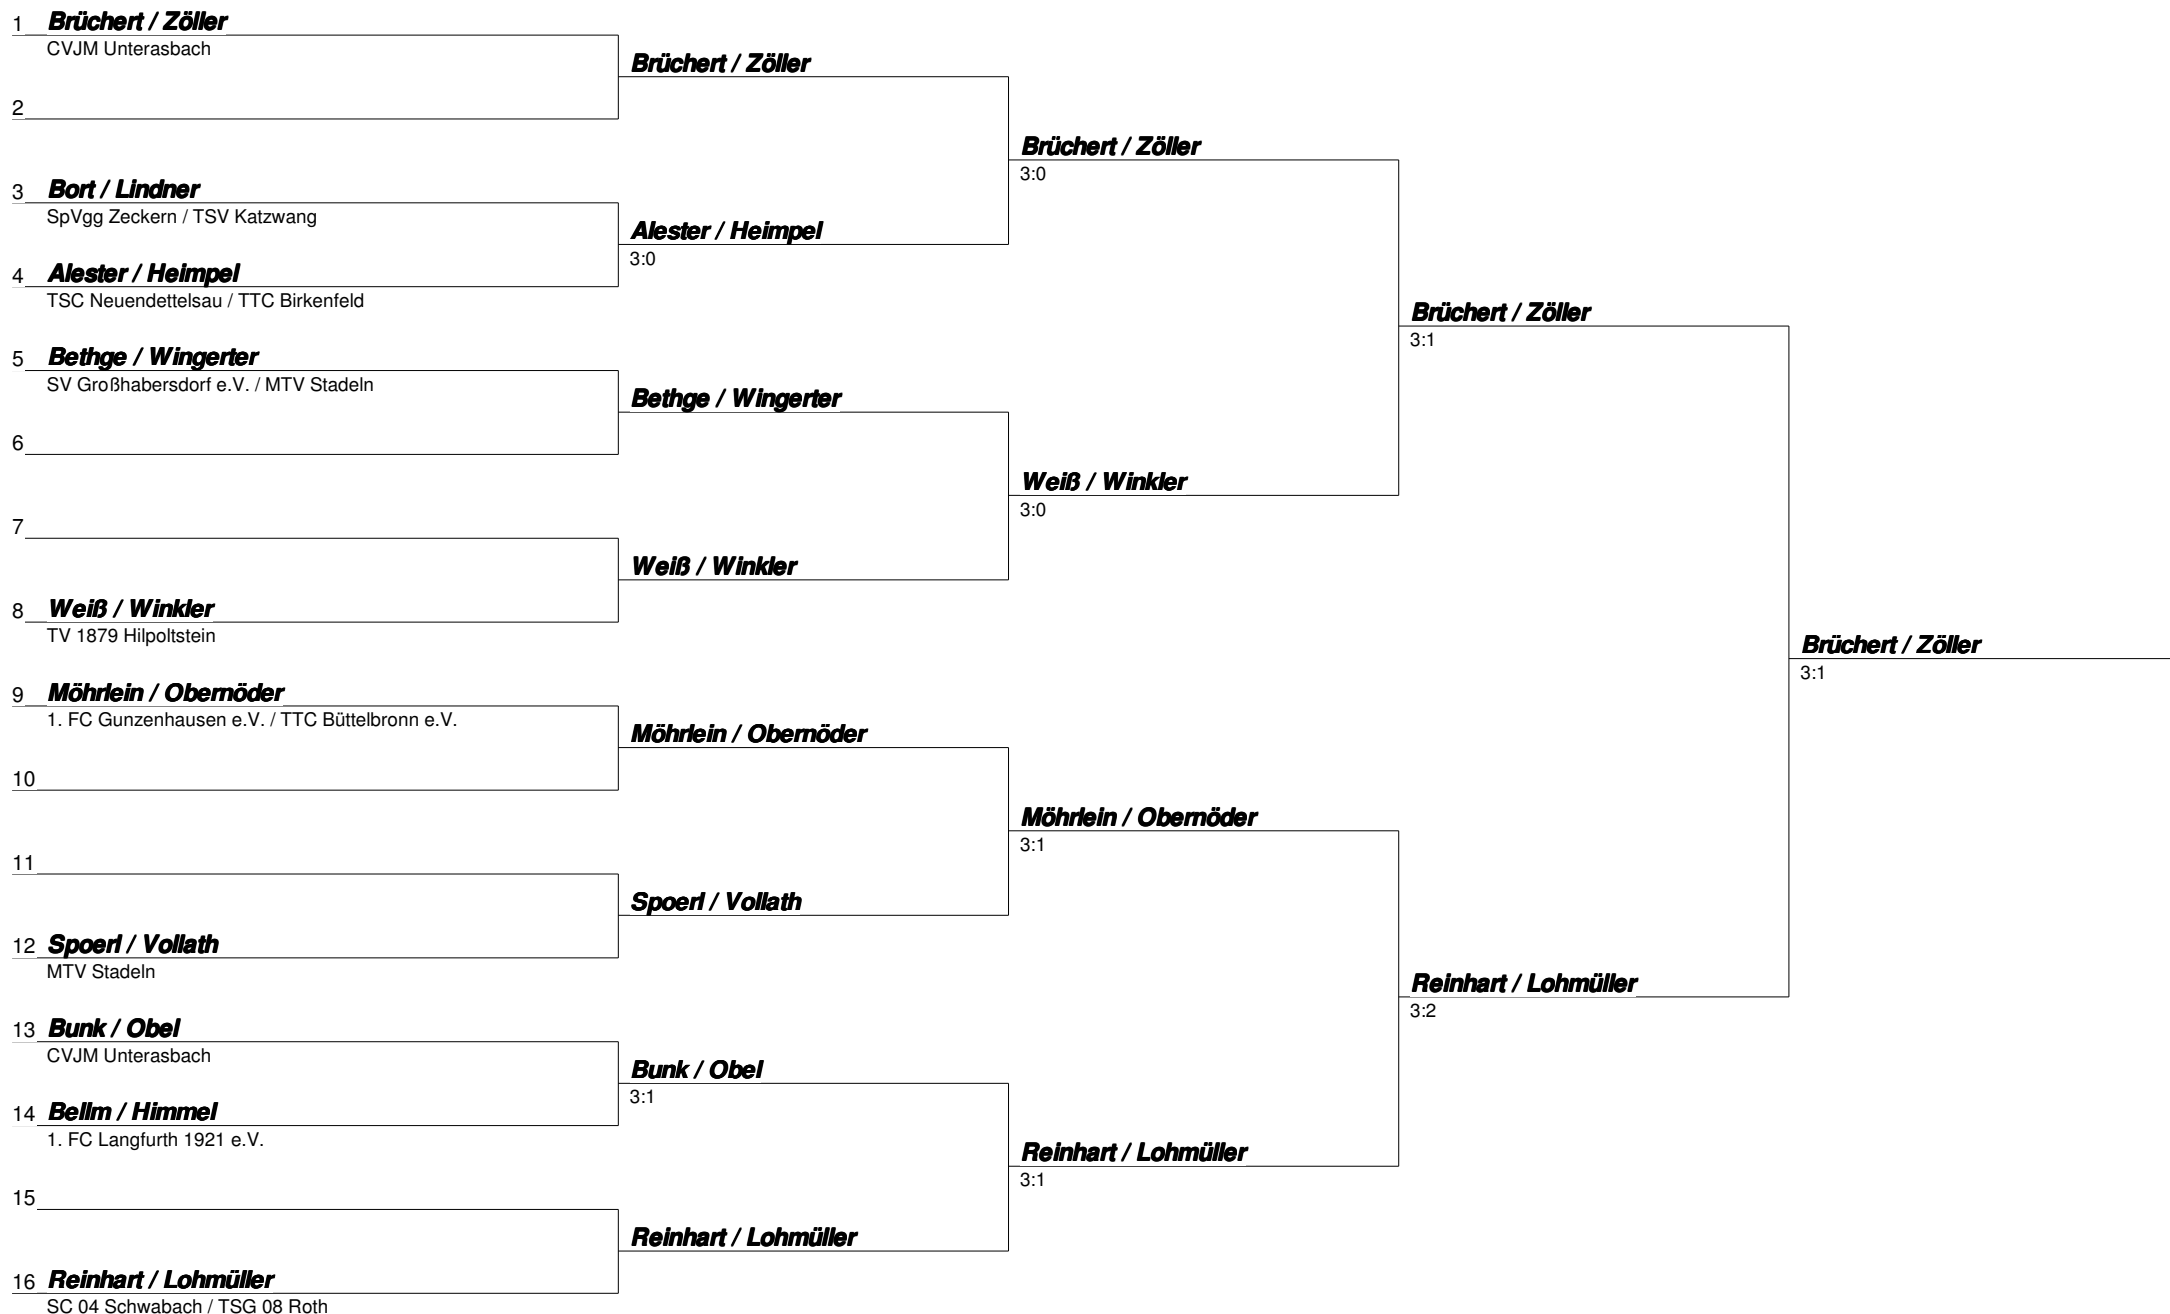 1 Brüchert / Zöller
CVJM Unterasbach
2
3 Bort / Lindner
SpVgg Zeckern / TSV Katzwang
4 Alester / Heimpel
TSC Neuendettelsau / TTC Birkenfeld
5 Bethge / Wingerter
SV Großhabersdorf e.V. / MTV Stadeln
6
7
8 Weiß / Winkler
TV 1879 Hilpoltstein
9 Möhrlein / Obernöder
1. FC Gunzenhausen e.V. / TTC Büttelbronn e.V.
10
11
12 Spoerl / Vollath
MTV Stadeln
13 Bunk / Obel
CVJM Unterasbach
14 Bellm / Himmel
1. FC Langfurth 1921 e.V.
15
16 Reinhart / Lohmüller
SC 04 Schwabach / TSG 08 Roth
Brüchert / Zöller
Alester / Heimpel
3:0
Bethge / Wingerter
Weiß / Winkler
Möhrlein / Obernöder
Spoerl / Vollath
Bunk / Obel
3:1
Reinhart / Lohmüller
Brüchert / Zöller
3:0
Weiß / Winkler
3:0
Möhrlein / Obernöder
3:1
Reinhart / Lohmüller
3:1
Brüchert / Zöller
3:1
Reinhart / Lohmüller
3:2
Brüchert / Zöller
3:1